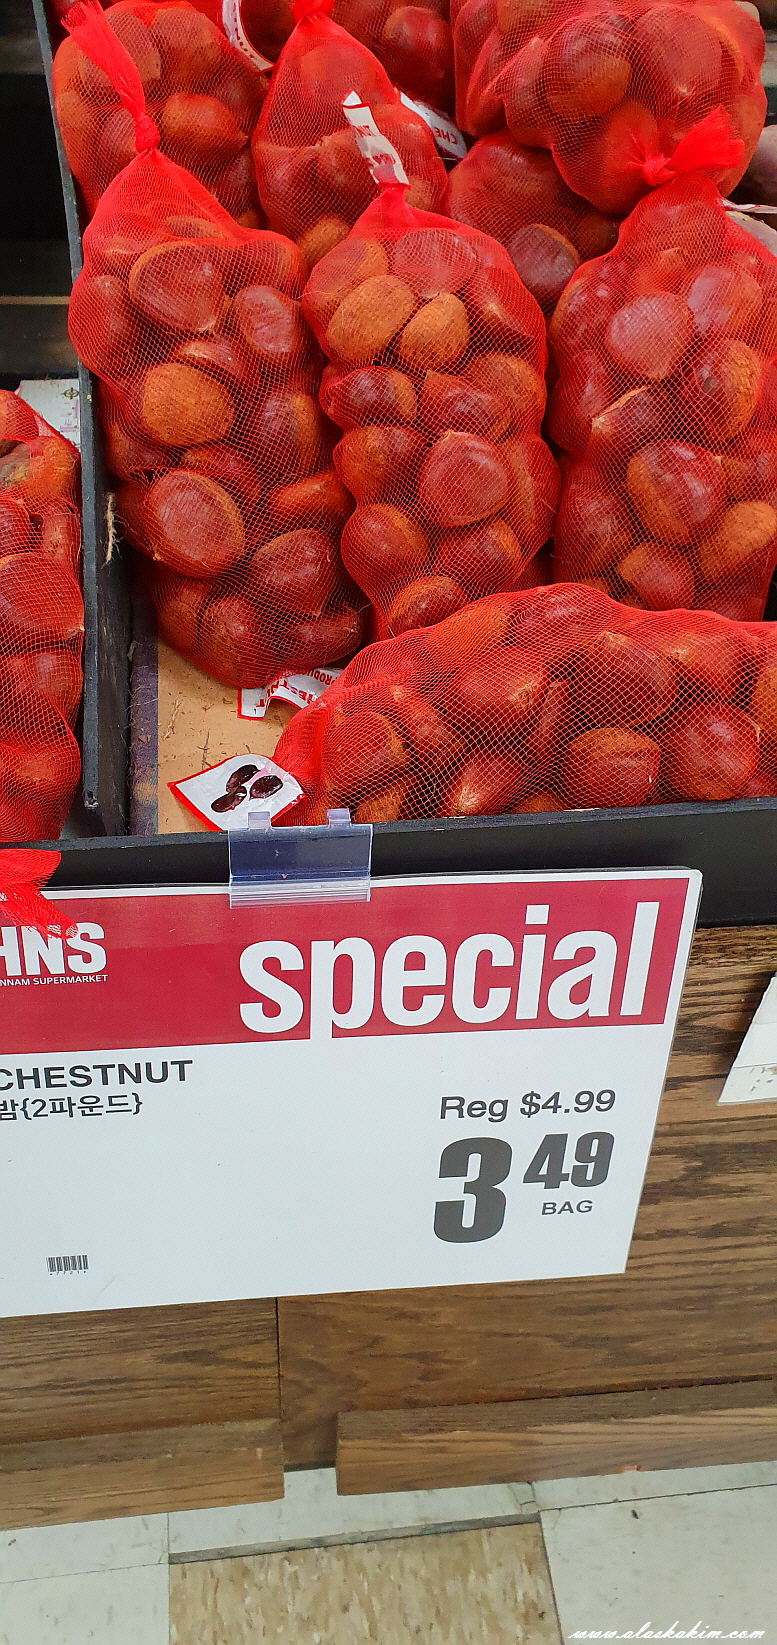 HNS
NNAM SUPERMARKET
special
CHESTNUT
밤{2파운드}
Reg $4.99
3 49
BAG
www.alaskakim.com